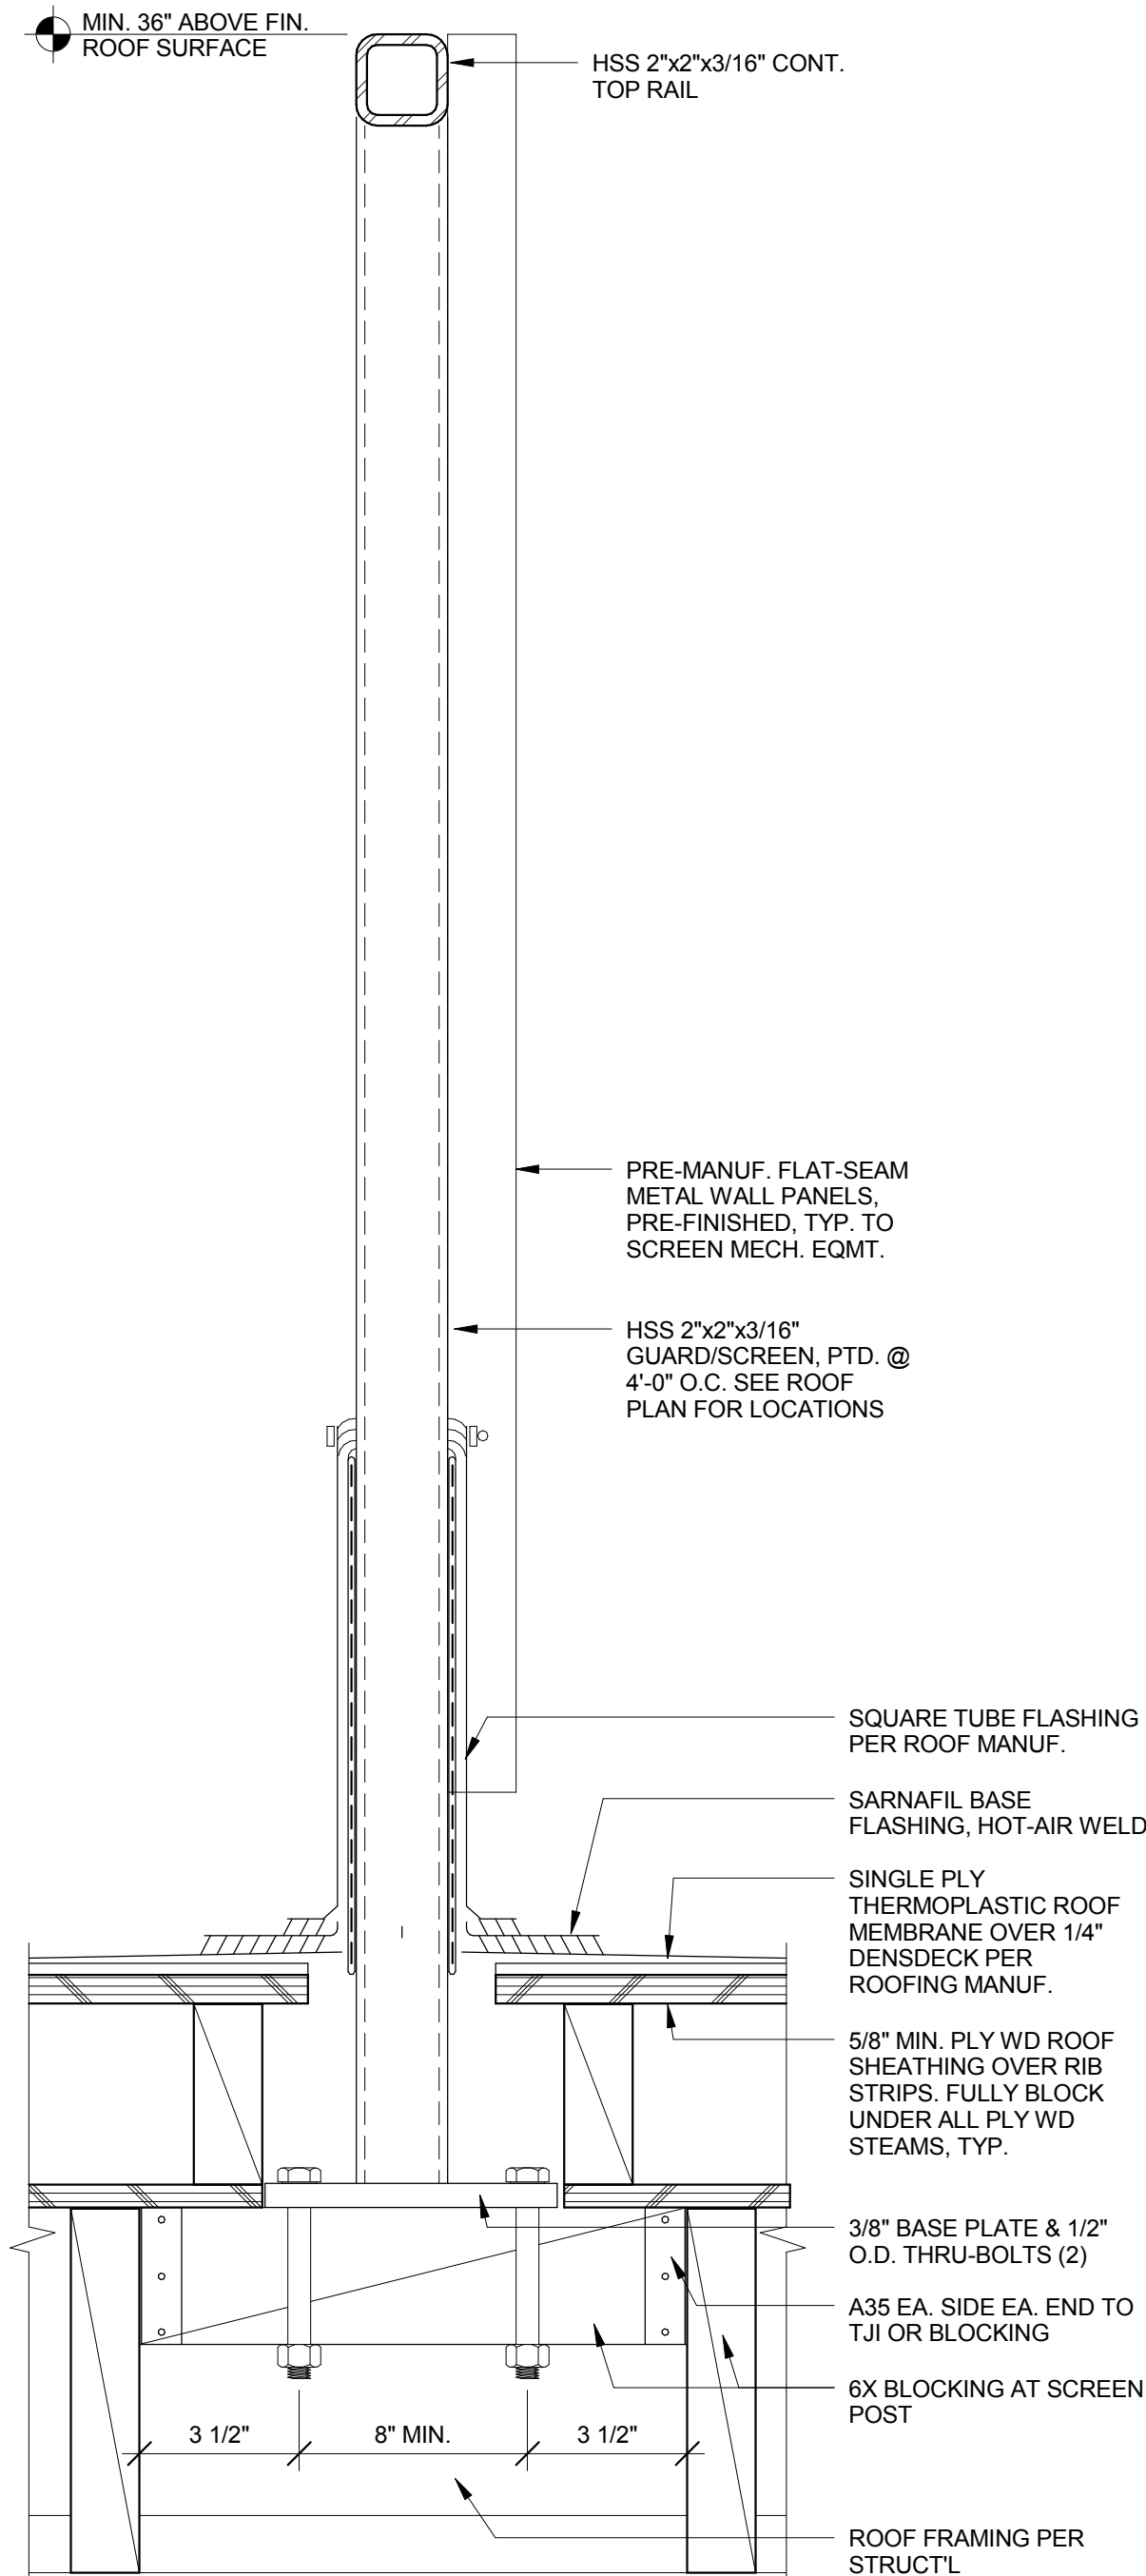 MIN. 36" ABOVE FIN.
ROOF SURFACE
HSS 2"x2"x3/16" CONT.
TOP RAIL
PRE-MANUF. FLAT-SEAM
METAL WALL PANELS,
PRE-FINISHED, TYP. TO
SCREEN MECH. EQMT.
HSS 2"x2"x3/16"
GUARD/SCREEN, PTD. @
4'-0" O.C. SEE ROOF
PLAN FOR LOCATIONS
SQUARE TUBE FLASHING
PER ROOF MANUF.
SARNAFIL BASE
FLASHING, HOT-AIR WELD
SINGLE PLY
THERMOPLASTIC ROOF
MEMBRANE OVER 1/4"
DENSDECK PER
ROOFING MANUF.
5/8" MIN. PLY WD ROOF
SHEATHING OVER RIB
STRIPS. FULLY BLOCK
UNDER ALL PLY WD
STEAMS, TYP.
3/8" BASE PLATE & 1/2"
O.D. THRU-BOLTS (2)
A35 EA. SIDE EA. END TO
TJI OR BLOCKING
6X BLOCKING AT SCREEN
POST
3 1/2" 8" MIN. 3 1/2"
ROOF FRAMING PER
STRUCT'L